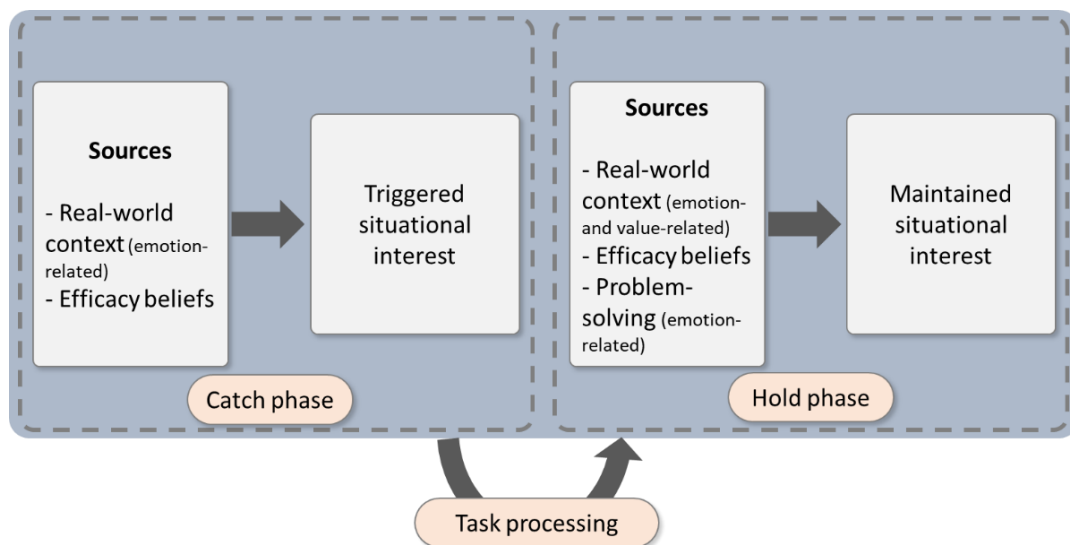 Sources
- Real-world
context (emotion-
related)
- Efficacy beliefs
Triggered
situational
interest
Catch phase
Sources
- Real-world
context (emotion-
and value-related)
- Efficacy beliefs
- Problem-
solving (emotion-
related)
Maintained
situational
interest
Hold phase
Task processing